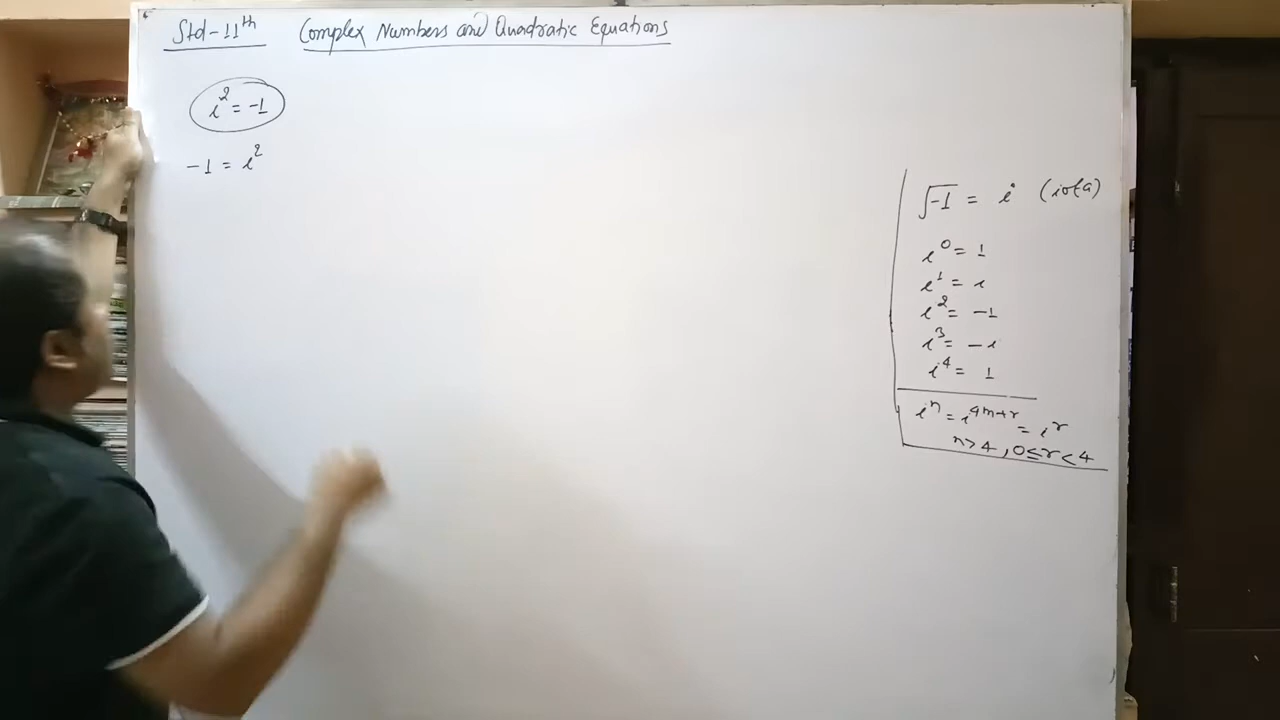 Std-11th Complex Numbers and Quadratic Equations
i² = -1
-1 = i²
√-1 = i (iota)
i⁰ = 1
i¹ = i
i² = -1
i³ = -i
i⁴ = 1
iⁿ = i⁴ᵐ⁺ʳ = iʳ
n>4, 0≤r<4